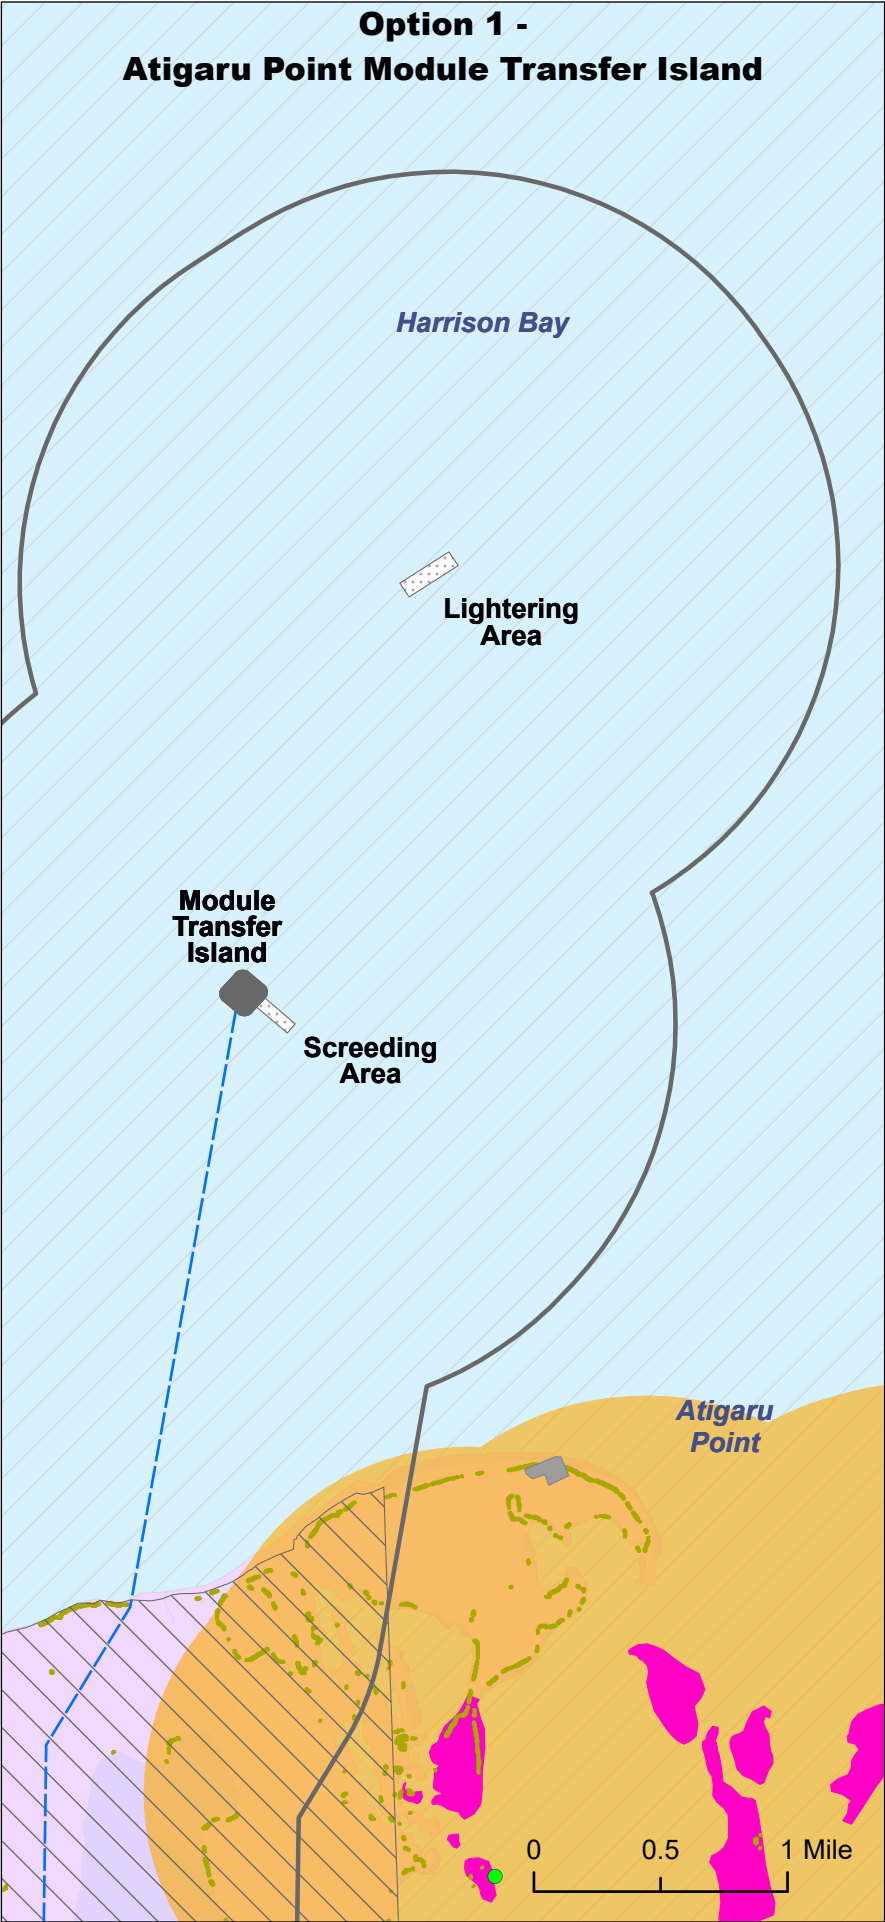 Option 1 -
Atigaru Point Module Transfer Island
Harrison Bay
Lightering
Area
Module
Transfer
Island
Screeding
Area
Atigaru
Point
0 0.5 1 Mile